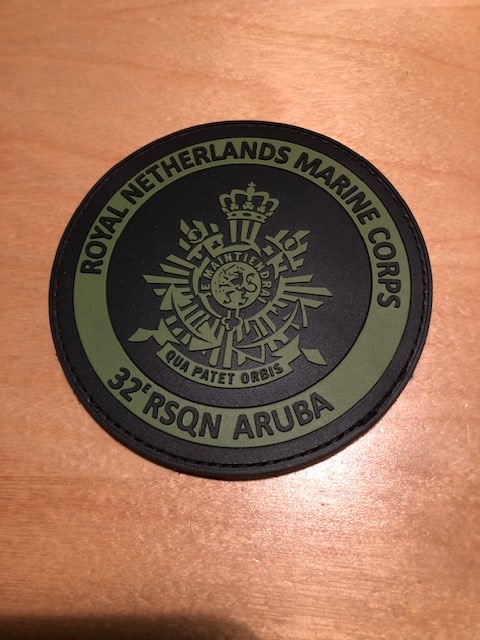 ROYAL NETHERLANDS MARINE CORPS
JE MAINTIENDRAI
QUA PATET ORBIS
32E RSQN ARUBA